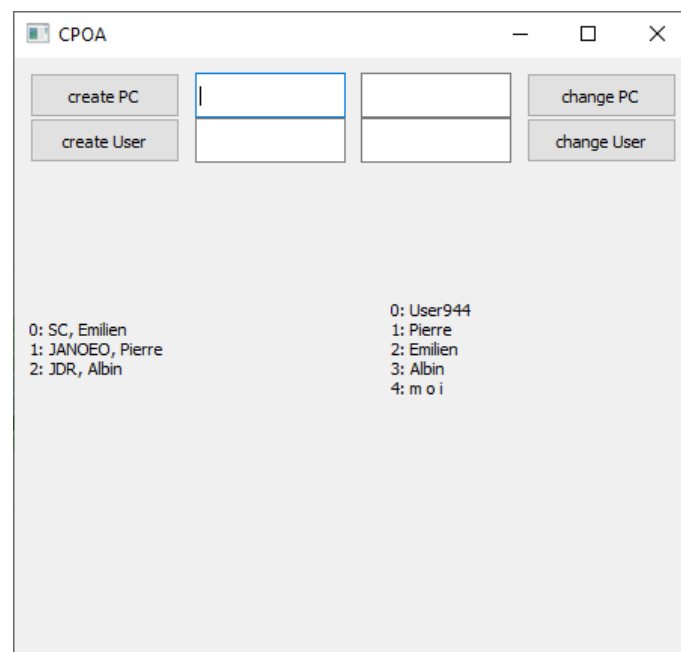 CPOA
create PC
change PC
create User
change User
0: SC, Emilien
1: JANOEO, Pierre
2: JDR, Albin
0: User944
1: Pierre
2: Emilien
3: Albin
4: m o i